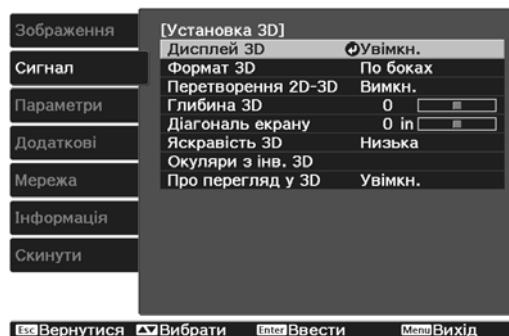 Зображення
Сигнал
Параметри
Додаткові
Мережа
Інформація
Скинути
[Установка 3D]
Дисплей 3D Увімкн.
Формат 3D По боках
Перетворення 2D-3D Вимкн.
Глибина 3D 0
Діагональ екрану 0 in
Яскравість 3D Низька
Окуляри з інв. 3D
Про перегляд у 3D Увімкн.
Esc Вернутися Вибрати Enter Ввести Menu Вихід